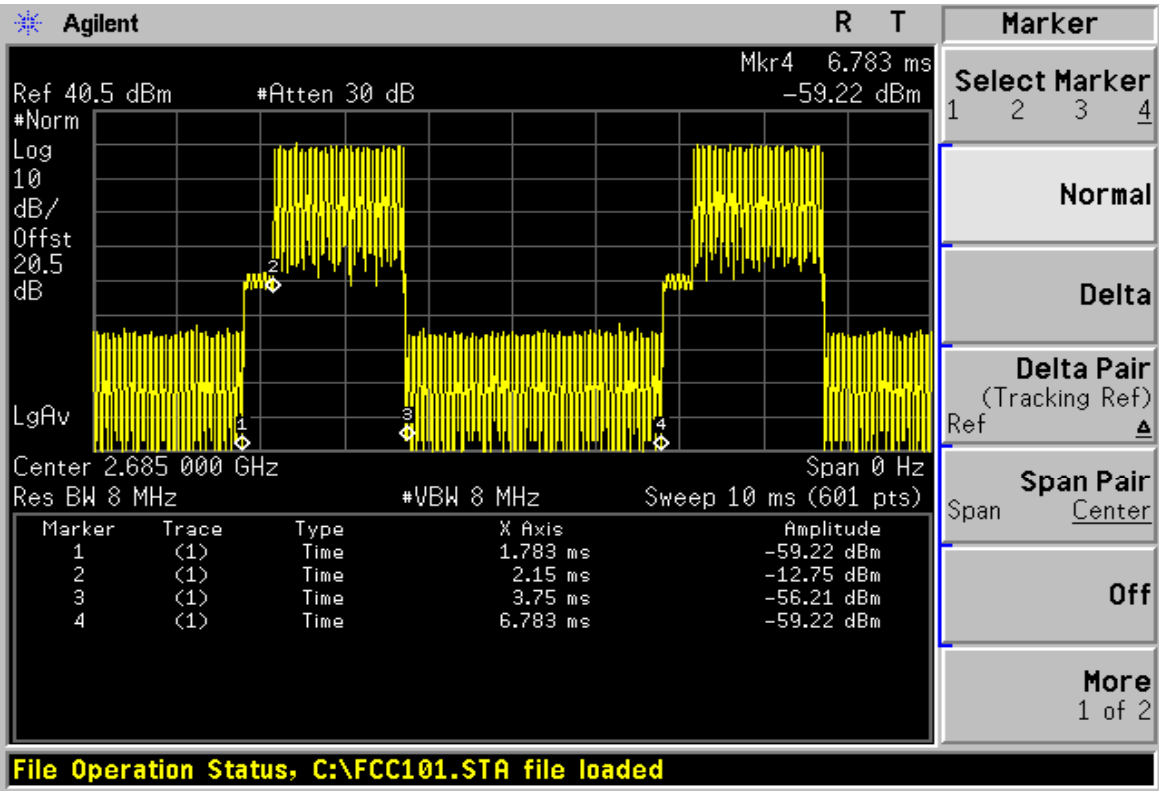 Agilent R T
Mkr4 6.783 ms
Ref 40.5 dBm #Atten 30 dB -59.22 dBm
#Norm
Log
10
dB/
Offst
20.5
dB
LgAv
2
1
3
4
Center 2.685 000 GHz Span 0 Hz
Res BW 8 MHz #VBW 8 MHz Sweep 10 ms (601 pts)
Marker Trace Type X Axis Amplitude
1 (1) Time 1.783 ms -59.22 dBm
2 (1) Time 2.15 ms -12.75 dBm
3 (1) Time 3.75 ms -56.21 dBm
4 (1) Time 6.783 ms -59.22 dBm
Marker
Select Marker
1 2 3 4
Normal
Delta
Delta Pair
(Tracking Ref)
Ref Δ
Span Pair
Span Center
Off
More
1 of 2
File Operation Status, C:\FCC101.STA file loaded